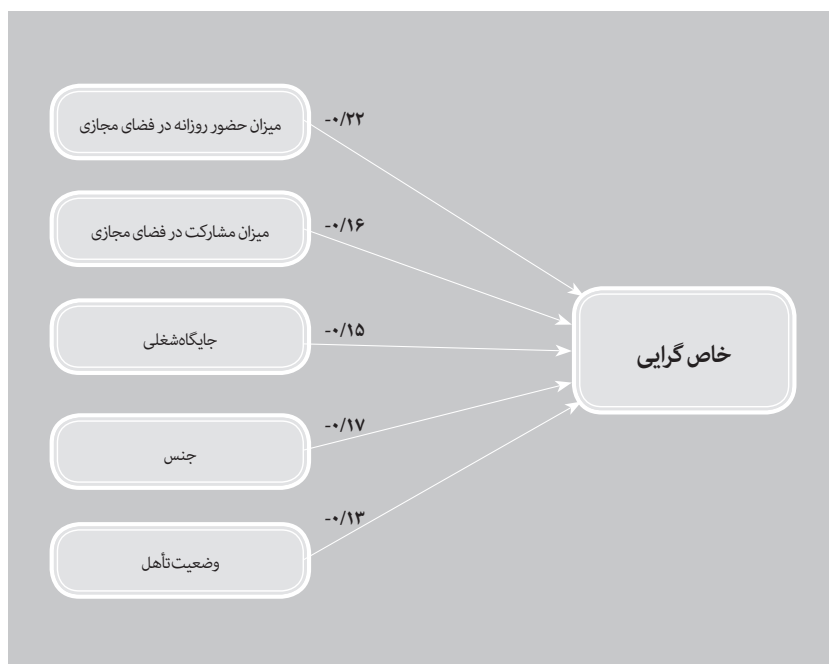 میزان حضور روزانه در فضای مجازی
-۰/۲۲
میزان مشارکت در فضای مجازی
-۰/۱۶
جایگاه‌شغلی
-۰/۱۵
خاص گرایی
جنس
-۰/۱۷
وضعیت‌تأهل
-۰/۱۳